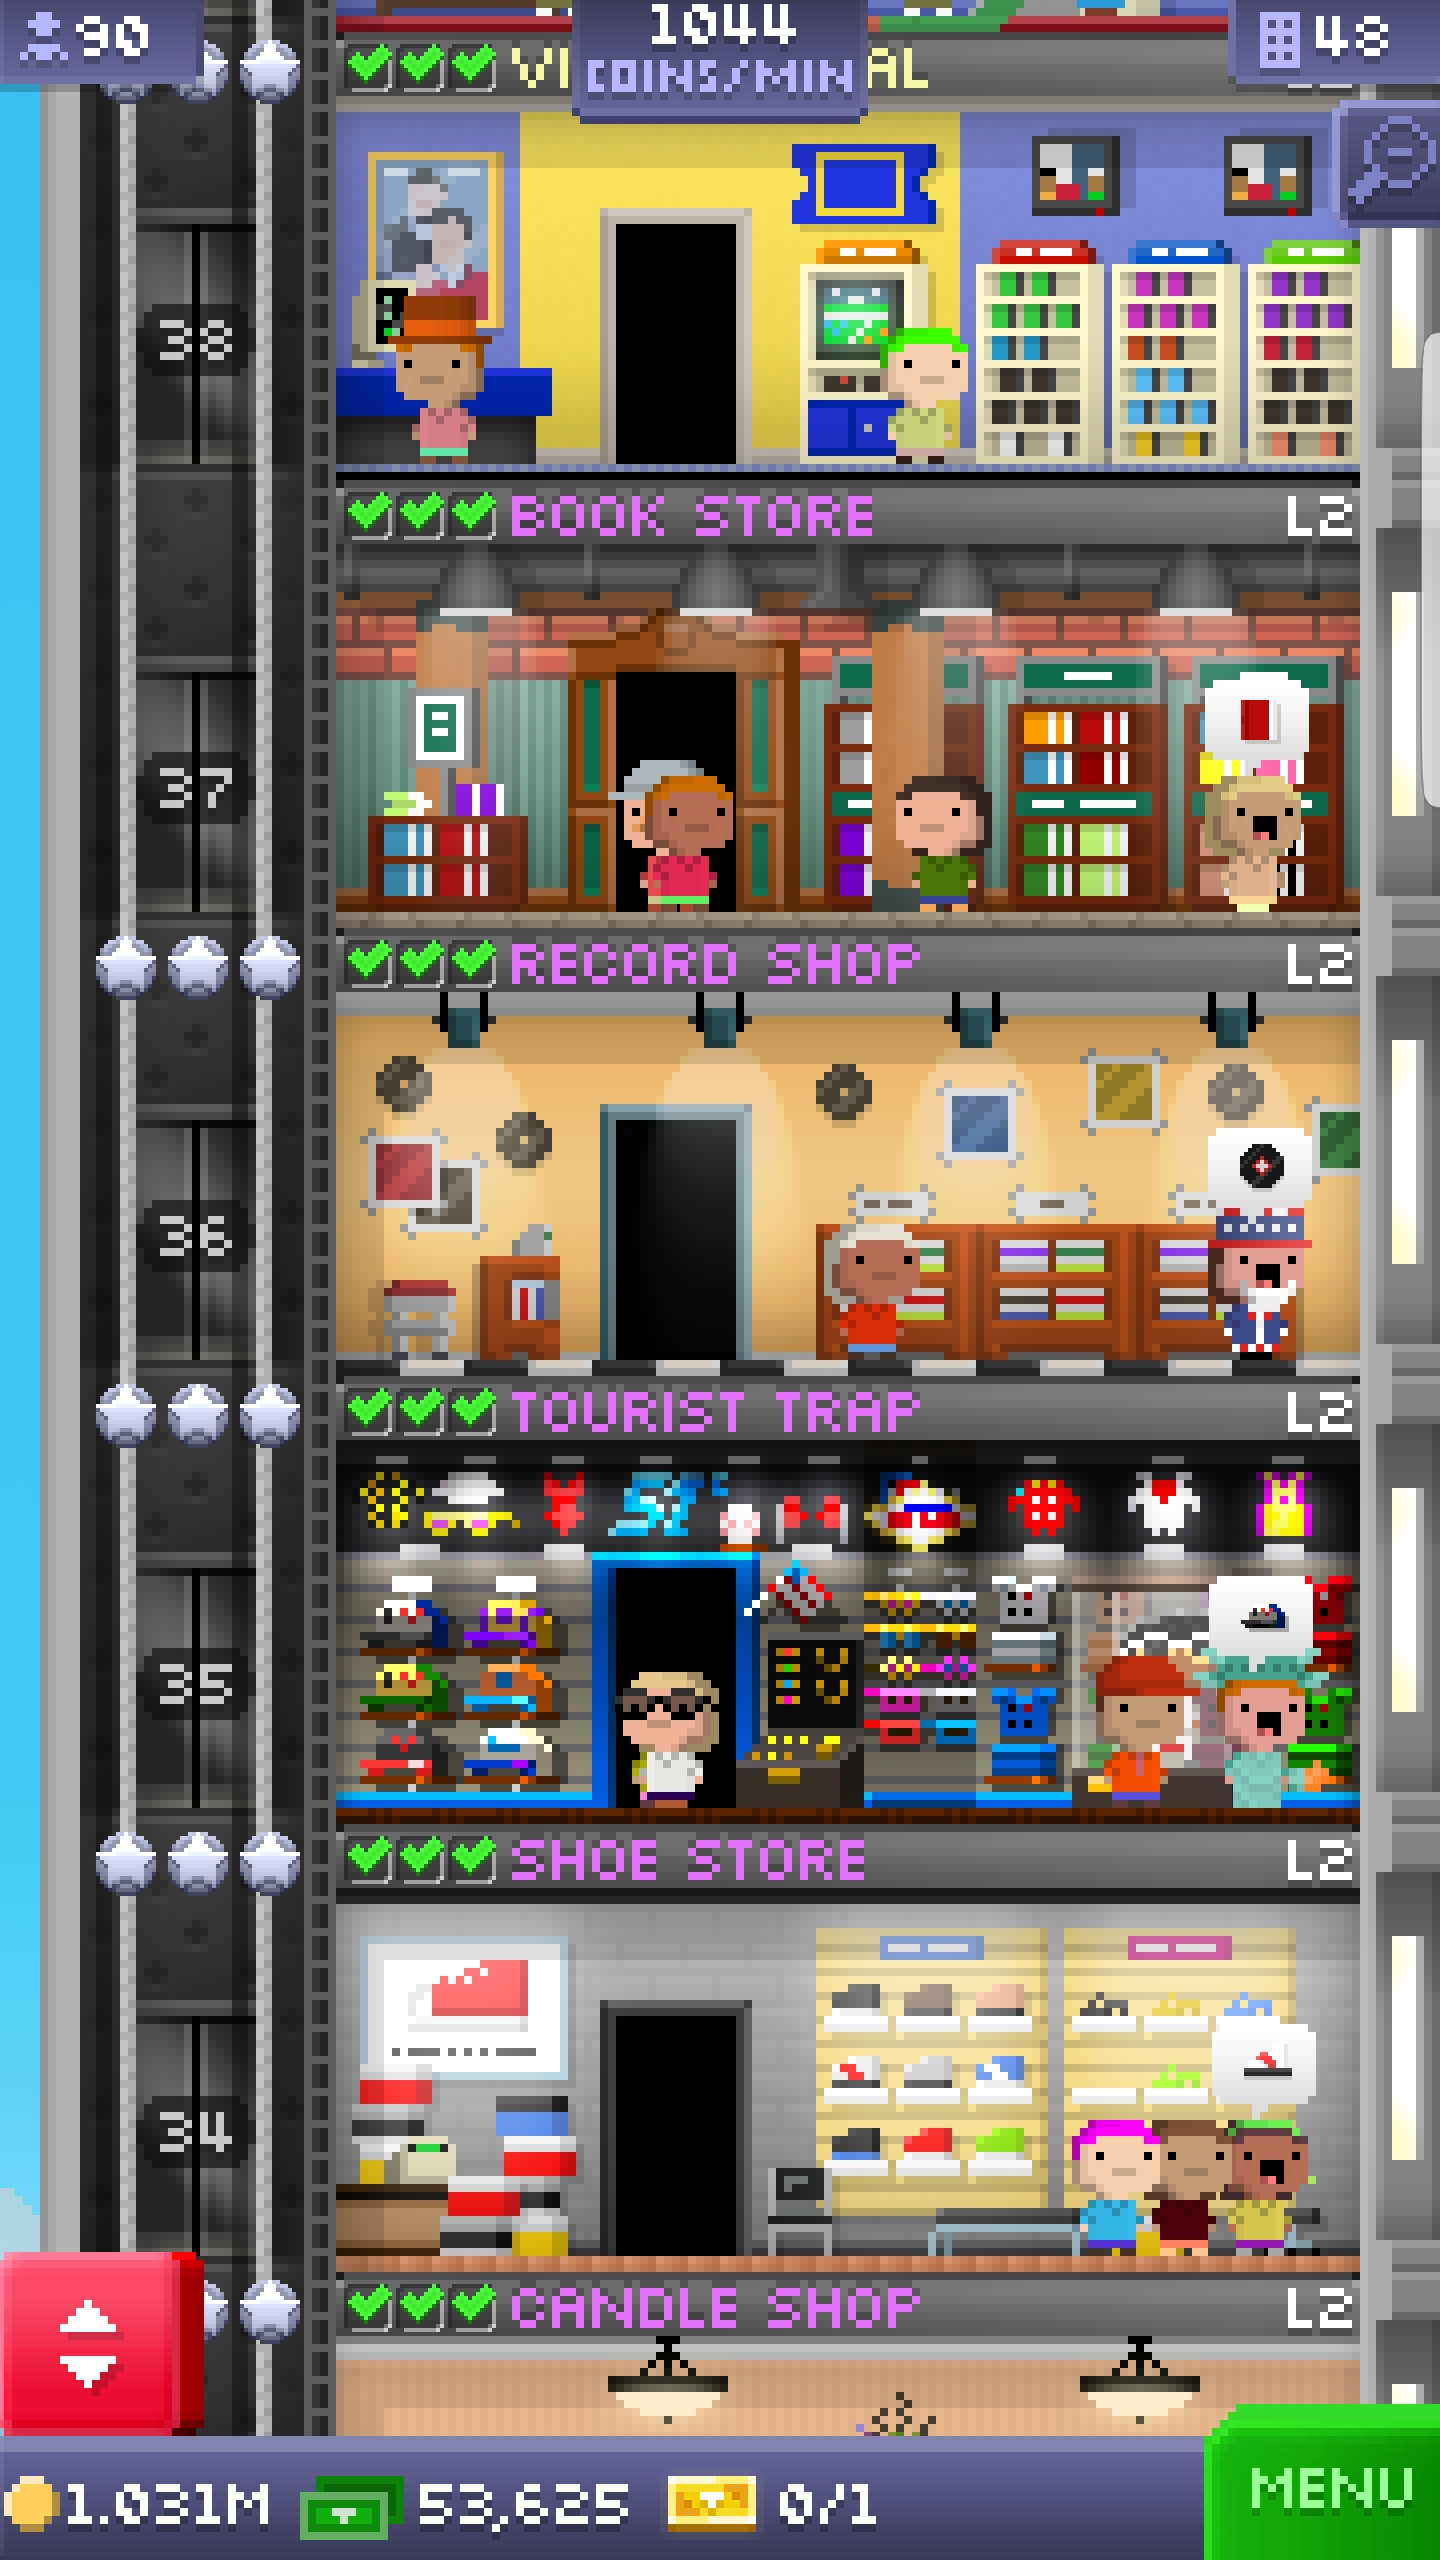 90
1044
COINS/MIN
48
VI AL
38
BOOK STORE L2
37
RECORD SHOP L2
36
TOURIST TRAP L2
35
SHOE STORE L2
34
CANDLE SHOP L2
1.031M 53,625 0/1
MENU